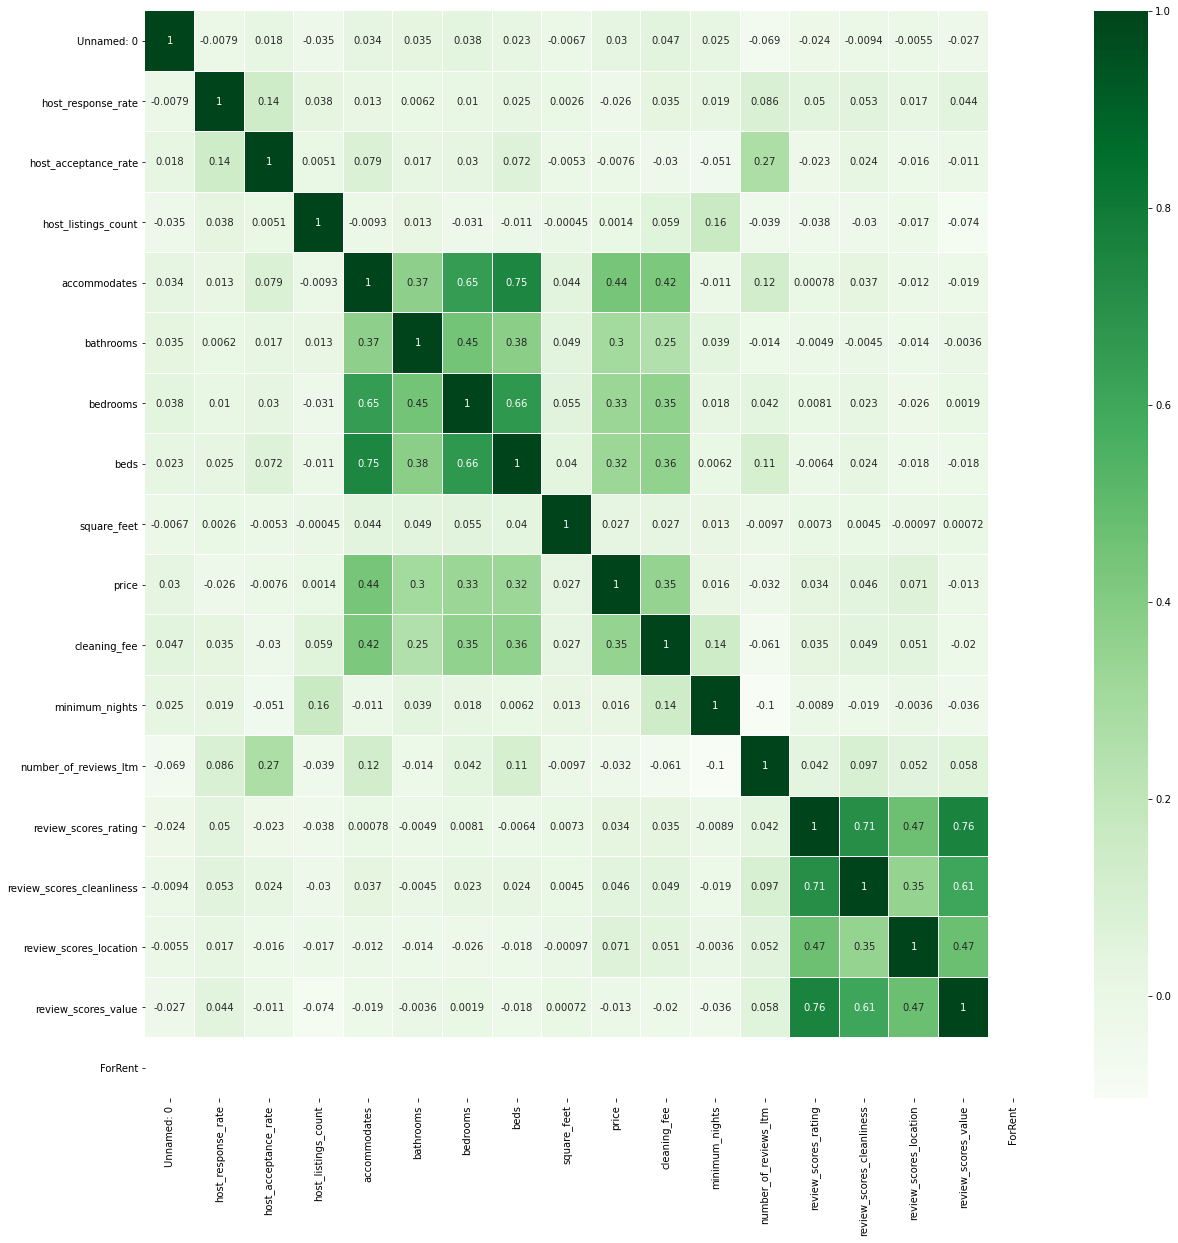 Unnamed: 0 1 -0.0079 0.018 -0.035 0.034 0.035 0.038 0.023 -0.0067 0.03 0.047 0.025 -0.069 -0.024 -0.0094 -0.0055 -0.027
host_response_rate -0.0079 1 0.14 0.038 0.013 0.0062 0.01 0.025 0.0026 -0.026 0.035 0.019 0.086 0.05 0.053 0.017 0.044
host_acceptance_rate 0.018 0.14 1 0.0051 0.079 0.017 0.03 0.072 -0.0053 -0.0076 -0.03 -0.051 0.27 -0.023 0.024 -0.016 -0.011
host_listings_count -0.035 0.038 0.0051 1 -0.0093 0.013 -0.031 -0.011 -0.00045 0.0014 0.059 0.16 -0.039 -0.038 -0.03 -0.017 -0.074
accommodates 0.034 0.013 0.079 -0.0093 1 0.37 0.65 0.75 0.044 0.44 0.42 -0.011 0.12 0.00078 0.037 -0.012 -0.019
bathrooms 0.035 0.0062 0.017 0.013 0.37 1 0.45 0.38 0.049 0.3 0.25 0.039 -0.014 -0.0049 -0.0045 -0.014 -0.0036
bedrooms 0.038 0.01 0.03 -0.031 0.65 0.45 1 0.66 0.055 0.33 0.35 0.018 0.042 0.0081 0.023 -0.026 0.0019
beds 0.023 0.025 0.072 -0.011 0.75 0.38 0.66 1 0.04 0.32 0.36 0.0062 0.11 -0.0064 0.024 -0.018 -0.018
square_feet -0.0067 0.0026 -0.0053 -0.00045 0.044 0.049 0.055 0.04 1 0.027 0.027 0.013 -0.0097 0.0073 0.0045 -0.00097 0.00072
price 0.03 -0.026 -0.0076 0.0014 0.44 0.3 0.33 0.32 0.027 1 0.35 0.016 -0.032 0.034 0.046 0.071 -0.013
cleaning_fee 0.047 0.035 -0.03 0.059 0.42 0.25 0.35 0.36 0.027 0.35 1 0.14 -0.061 0.035 0.049 0.051 -0.02
minimum_nights 0.025 0.019 -0.051 0.16 -0.011 0.039 0.018 0.0062 0.013 0.016 0.14 1 -0.1 -0.0089 -0.019 -0.0036 -0.036
number_of_reviews_ltm -0.069 0.086 0.27 -0.039 0.12 -0.014 0.042 0.11 -0.0097 -0.032 -0.061 -0.1 1 0.042 0.097 0.052 0.058
review_scores_rating -0.024 0.05 -0.023 -0.038 0.00078 -0.0049 0.0081 -0.0064 0.0073 0.034 0.035 -0.0089 0.042 1 0.71 0.47 0.76
review_scores_cleanliness -0.0094 0.053 0.024 -0.03 0.037 -0.0045 0.023 0.024 0.0045 0.046 0.049 -0.019 0.097 0.71 1 0.35 0.61
review_scores_location -0.0055 0.017 -0.016 -0.017 -0.012 -0.014 -0.026 -0.018 -0.00097 0.071 0.051 -0.0036 0.052 0.47 0.35 1 0.47
review_scores_value -0.027 0.044 -0.011 -0.074 -0.019 -0.0036 0.0019 -0.018 0.00072 -0.013 -0.02 -0.036 0.058 0.76 0.61 0.47 1
ForRent
Unnamed: 0
host_response_rate
host_acceptance_rate
host_listings_count
accommodates
bathrooms
bedrooms
beds
square_feet
price
cleaning_fee
minimum_nights
number_of_reviews_ltm
review_scores_rating
review_scores_cleanliness
review_scores_location
review_scores_value
ForRent
1.0
0.8
0.6
0.4
0.2
0.0